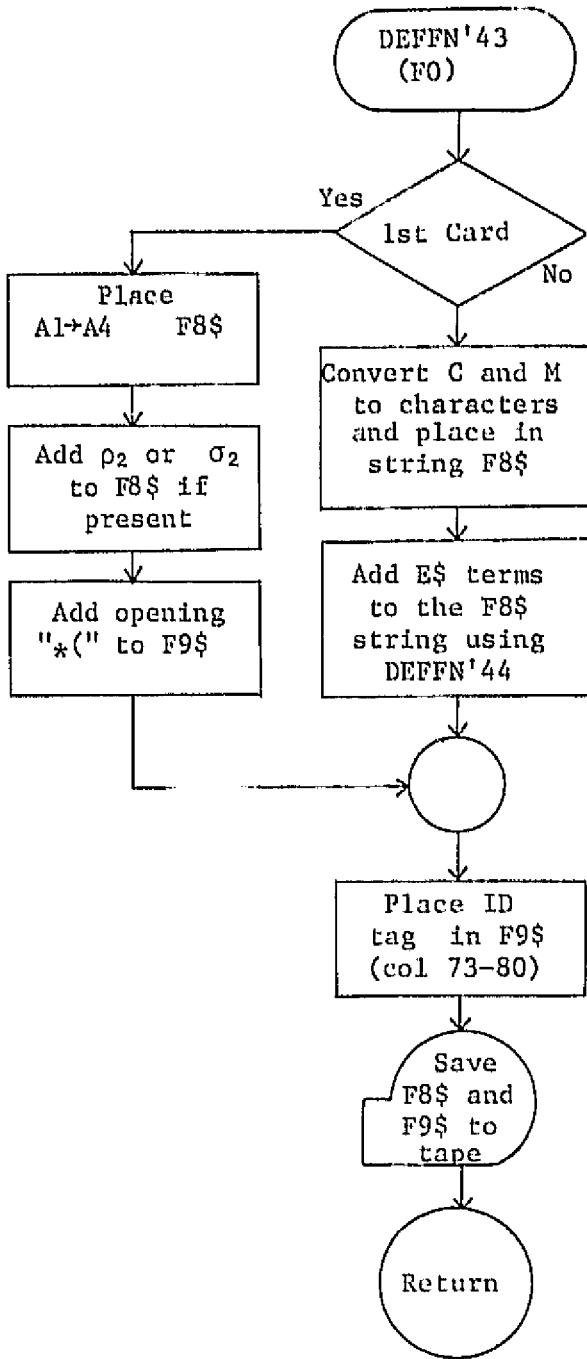 DEFFN'43
(F0)
Yes
1st Card
No
Place
A1→A4 F8$
Add ρ₂ or σ₂
to F8$ if
present
Add opening
"*(" to F9$
Convert C and M
to characters
and place in
string F8$
Add E$ terms
to the F8$
string using
DEFFN'44
Place ID
tag in F9$
(col 73-80)
Save
F8$ and
F9$ to
tape
Return